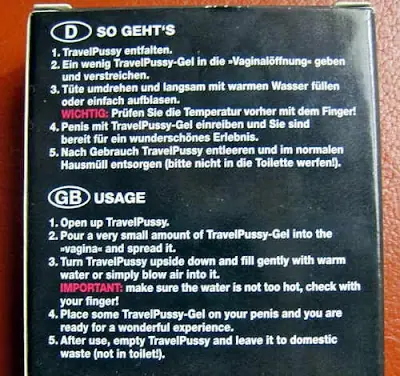 D SO GEHT'S
1. TravelPussy entfalten.
2. Ein wenig TravelPussy-Gel in die »Vaginalöffnung« geben
und verstreichen.
3. Tüte umdrehen und langsam mit warmen Wasser füllen
oder einfach aufblasen.
WICHTIG: Prüfen Sie die Temperatur vorher mit dem Finger!
4. Penis mit TravelPussy-Gel einreiben und Sie sind
bereit für ein wunderschönes Erlebnis.
5. Nach Gebrauch TravelPussy entleeren und im normalen
Hausmüll entsorgen (bitte nicht in die Toilette werfen!).
GB USAGE
1. Open up TravelPussy.
2. Pour a very small amount of TravelPussy-Gel into the
»vagina« and spread it.
3. Turn TravelPussy upside down and fill gently with warm
water or simply blow air into it.
IMPORTANT: make sure the water is not too hot, check with
your finger!
4. Place some TravelPussy-Gel on your penis and you are
ready for a wonderful experience.
5. After use, empty TravelPussy and leave it to domestic
waste (not in toilet!).